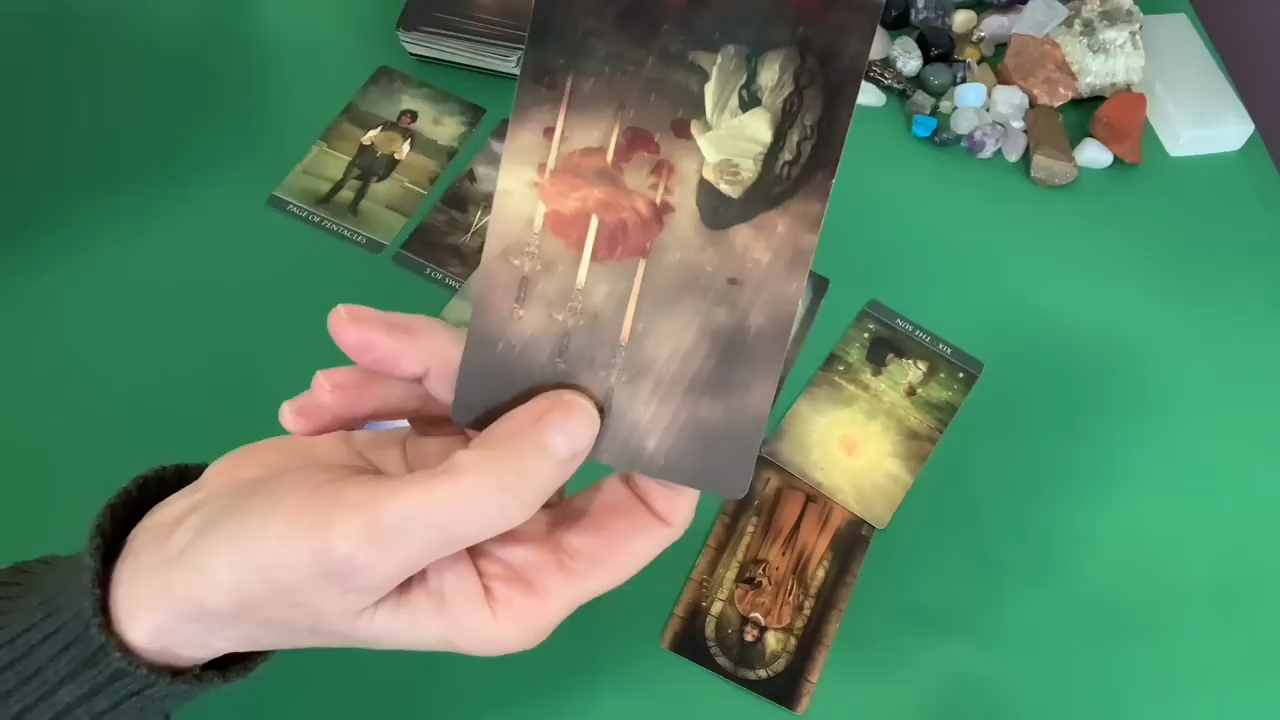 PAGE OF PENTACLES
5 OF SWO
XIX · THE SUN